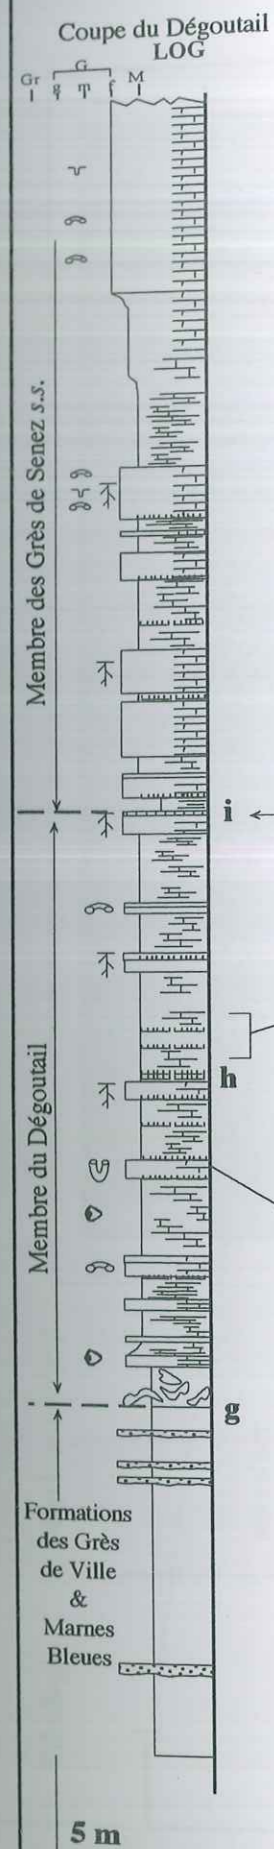 Coupe du Dégoutail
LOG
Gr
G
f
M
Membre des Grès de Senez s.s.
i
Membre du Dégoutail
h
g
Formations
des Grès
de Ville
&
Marnes
Bleues
5 m